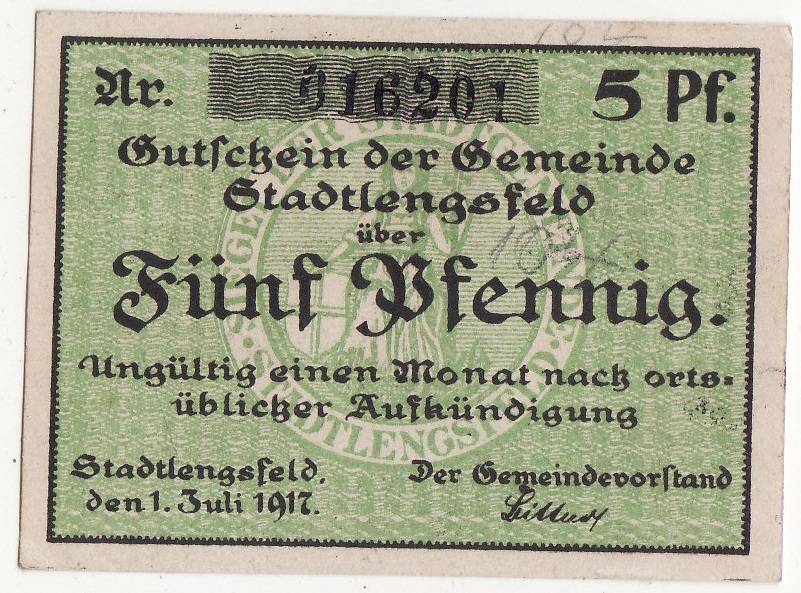 Nr. 316201 5 Pf.
Gutschein der Gemeinde
Stadtlengsfeld
über
Fünf Pfennig.
Ungültig einen Monat nach orts-
üblicher Aufkündigung
Stadtlengsfeld, Der Gemeindevorstand
den 1. Juli 1917.
STADTLENGSFELD